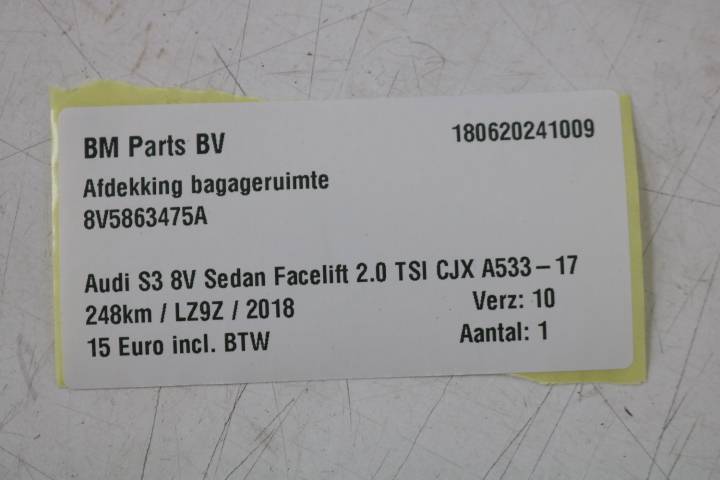 BM Parts BV 180620241009
Afdekking bagageruimte
8V5863475A
Audi S3 8V Sedan Facelift 2.0 TSI CJX A533-17
248km / LZ9Z / 2018 Verz: 10
15 Euro incl. BTW Aantal: 1